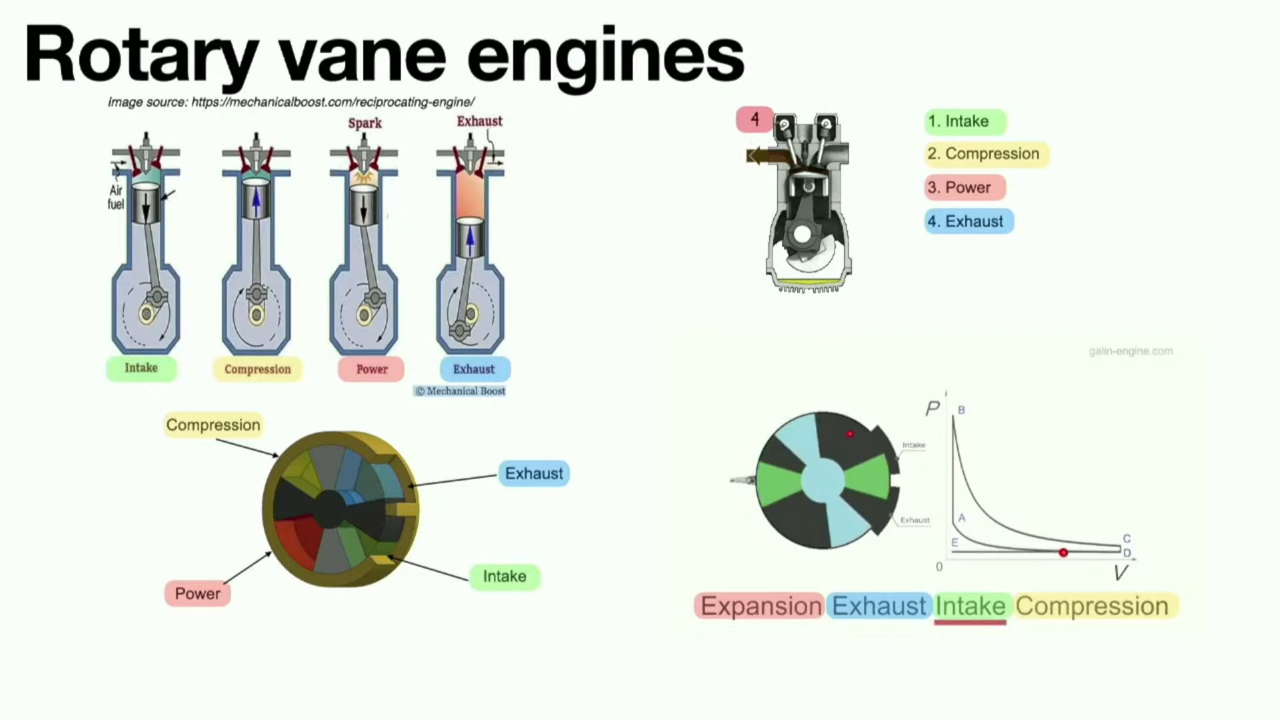 Rotary vane engines
Image source: https://mechanicalboost.com/reciprocating-engine/
Spark
Exhaust
Air
fuel
Intake
Compression
Power
Exhaust
© Mechanical Boost
4
1. Intake
2. Compression
3. Power
4. Exhaust
Compression
Exhaust
Power
Intake
galin-engine.com
Intake
Exhaust
P
B
A
E
C
D
0
V
Expansion Exhaust Intake Compression